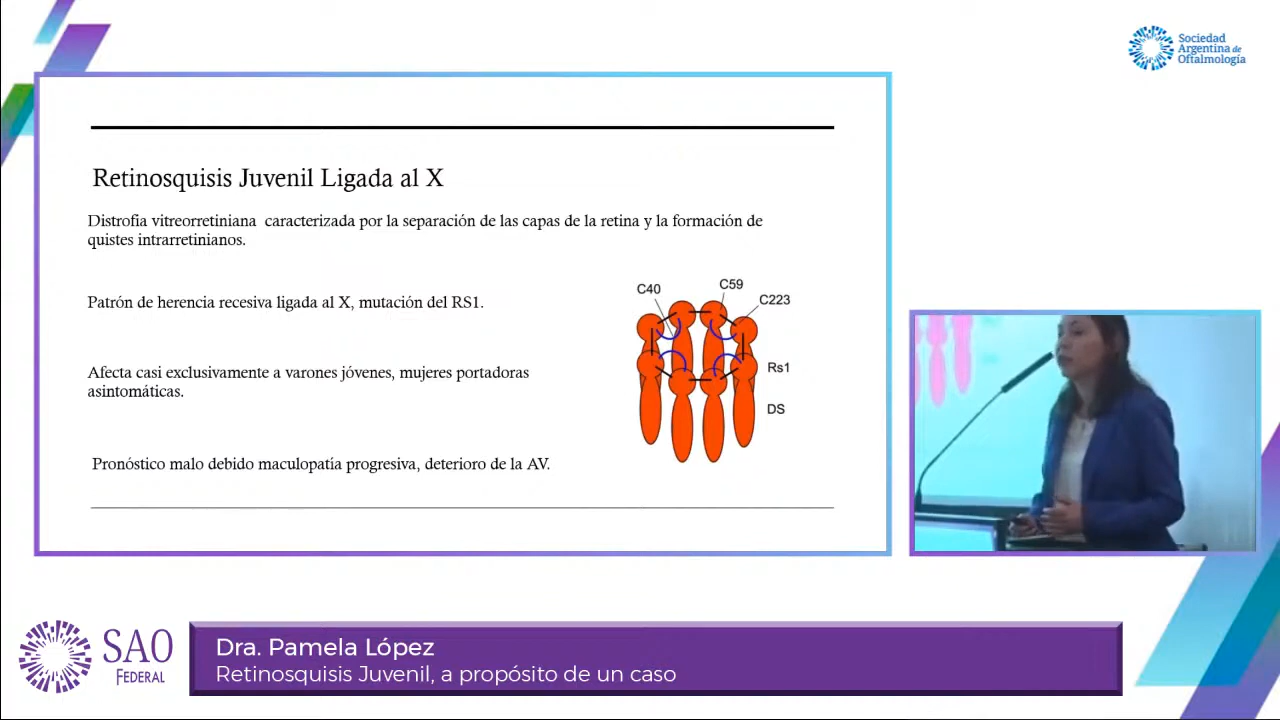 Sociedad
Argentina de
Oftalmología
Retinosquisis Juvenil Ligada al X
Distrofia vitreorretiniana caracterizada por la separación de las capas de la retina y la formación de
quistes intrarretinianos.
Patrón de herencia recesiva ligada al X, mutación del RS1.
Afecta casi exclusivamente a varones jóvenes, mujeres portadoras
asintomáticas.
Pronóstico malo debido maculopatía progresiva, deterioro de la AV.
C40
C59
C223
Rs1
DS
SAO
FEDERAL
Dra. Pamela López
Retinosquisis Juvenil, a propósito de un caso